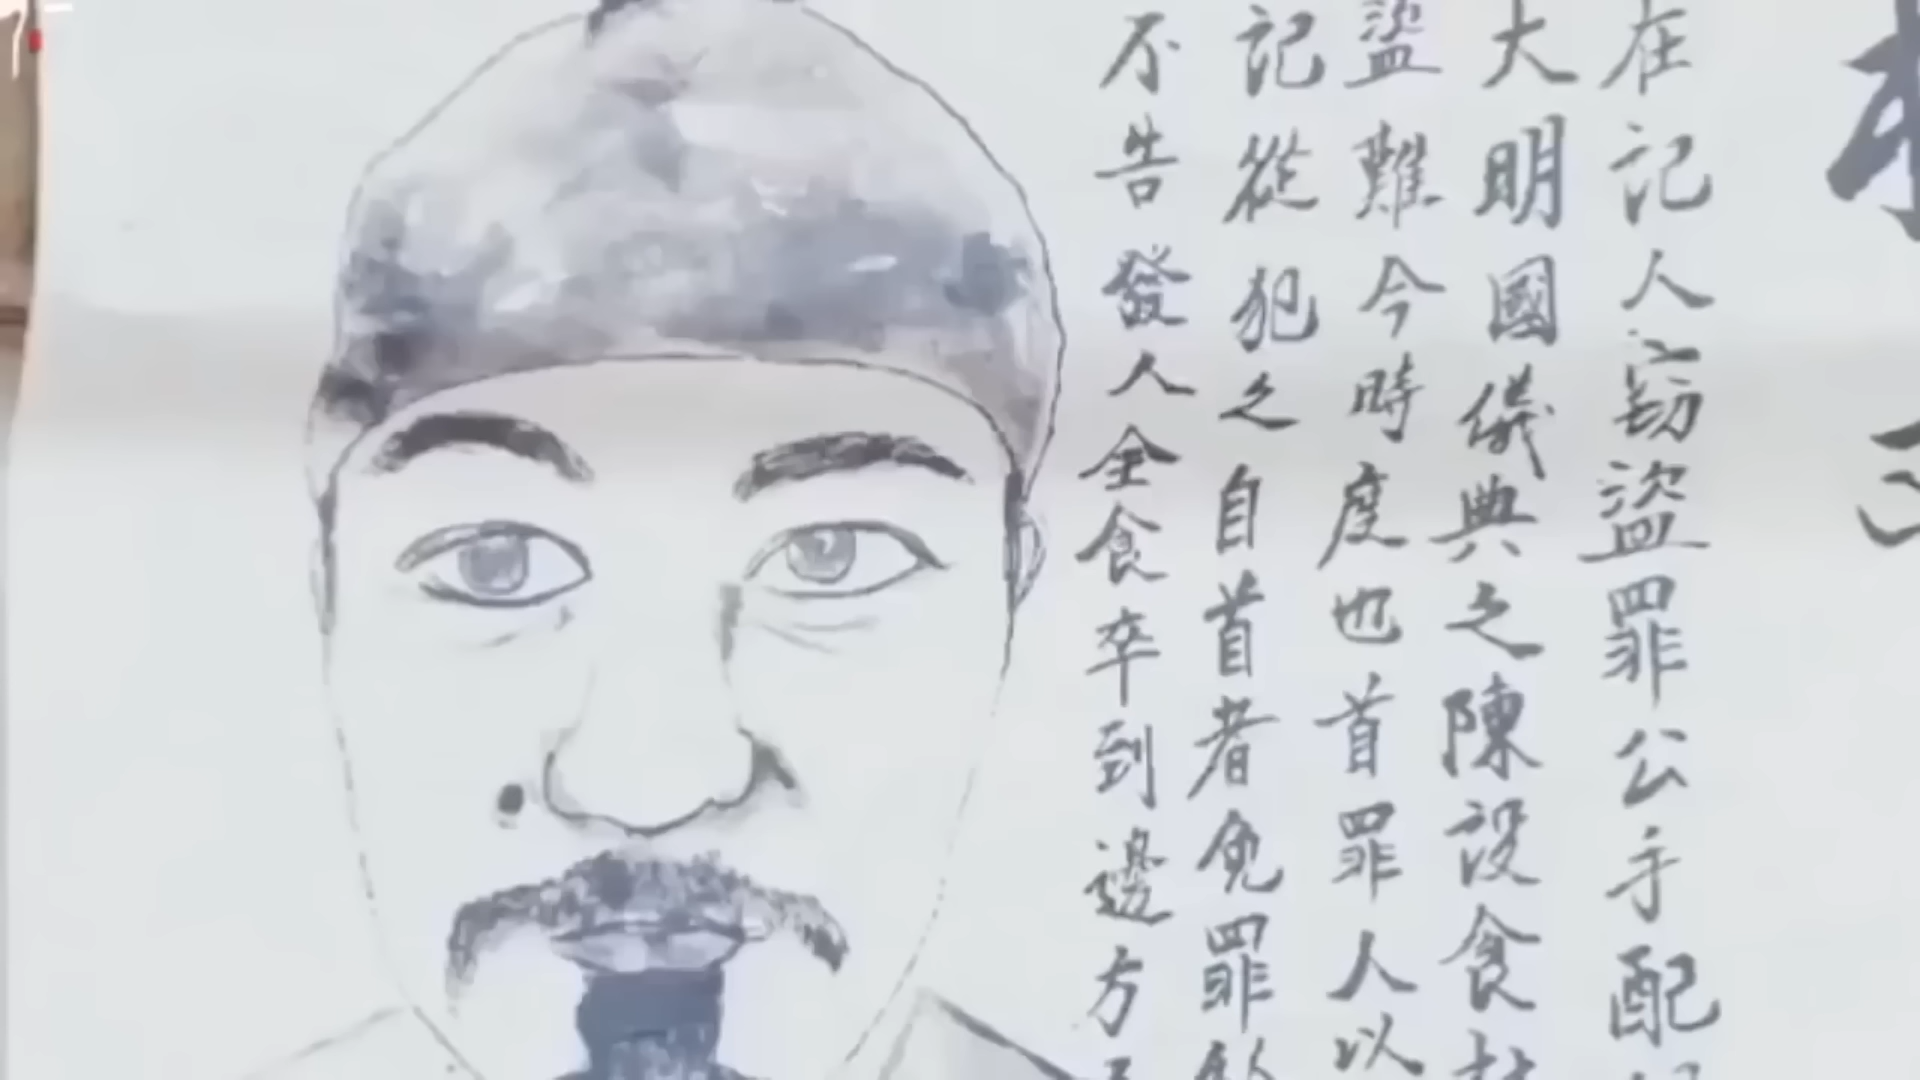 在記人窃盜罪公手配
大明國儀典之陳設食
盜難今時度也首罪人以
記從犯之自首者免罪
不告發人全食卒到邊方